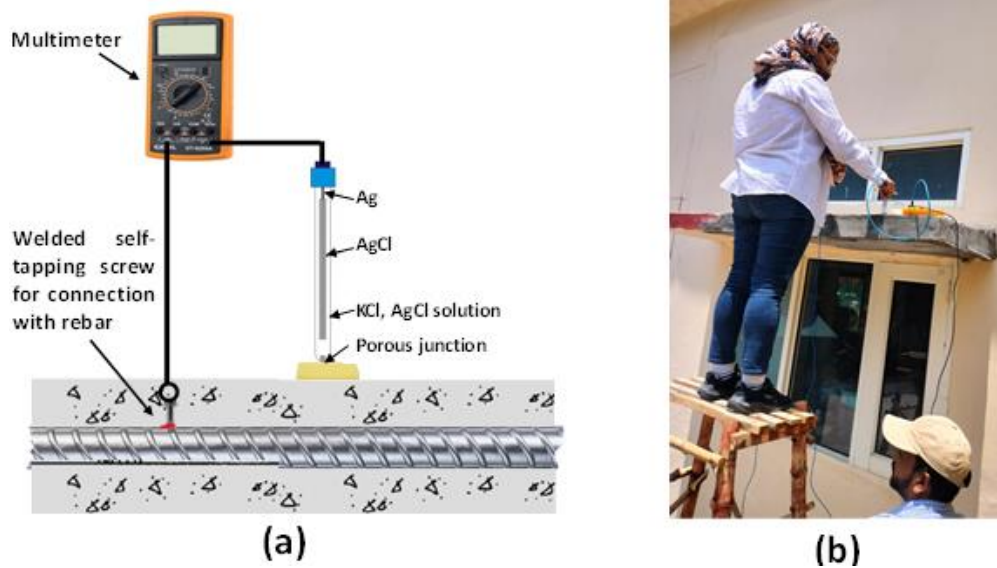 Multimeter
Ag
AgCl
Welded self-
tapping screw
for connection
with rebar
KCl, AgCl solution
Porous junction
(a)
(b)